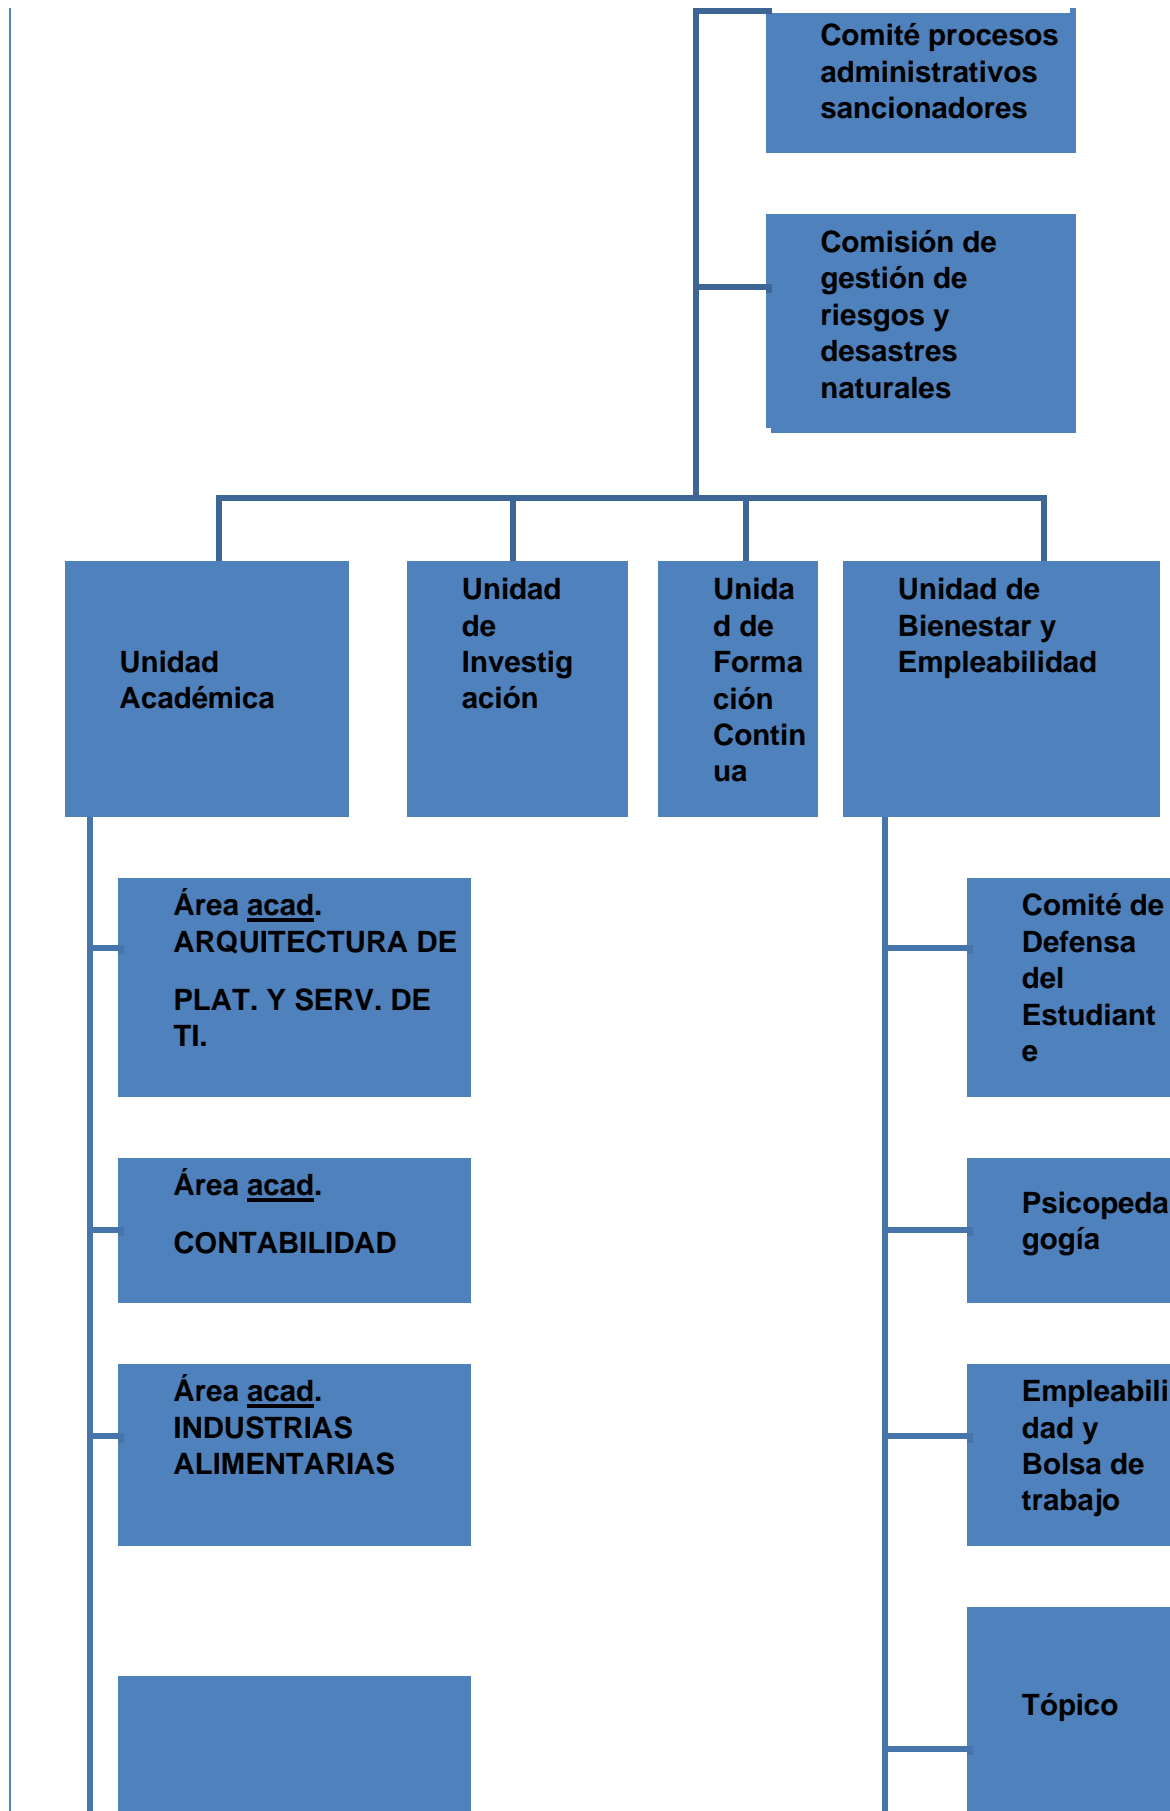 Comité procesos
administrativos
sancionadores
Comisión de
gestión de
riesgos y
desastres
naturales
Unidad
Académica
Unidad
de
Investig
ación
Unida
d de
Forma
ción
Contin
ua
Unidad de
Bienestar y
Empleabilidad
Área acad.
ARQUITECTURA DE
PLAT. Y SERV. DE
TI.
Área acad.
CONTABILIDAD
Área acad.
INDUSTRIAS
ALIMENTARIAS
Comité de
Defensa
del
Estudiant
e
Psicopeda
gogía
Empleabili
dad y
Bolsa de
trabajo
Tópico